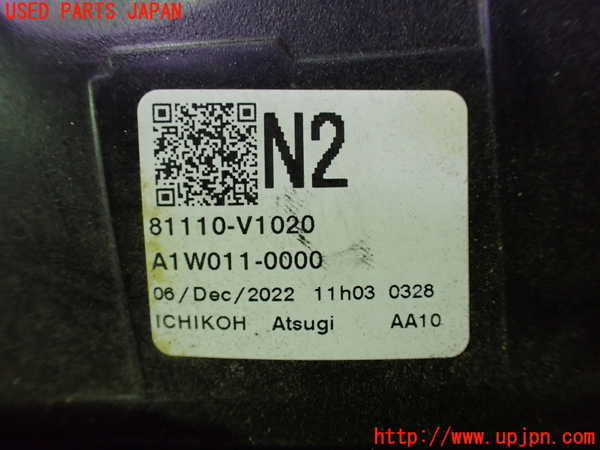 USED PARTS JAPAN
N2
81110-V1020
A1W011-0000
06/Dec/2022 11h03 0328
ICHIKOH Atsugi AA10
http://www.upjpn.com/